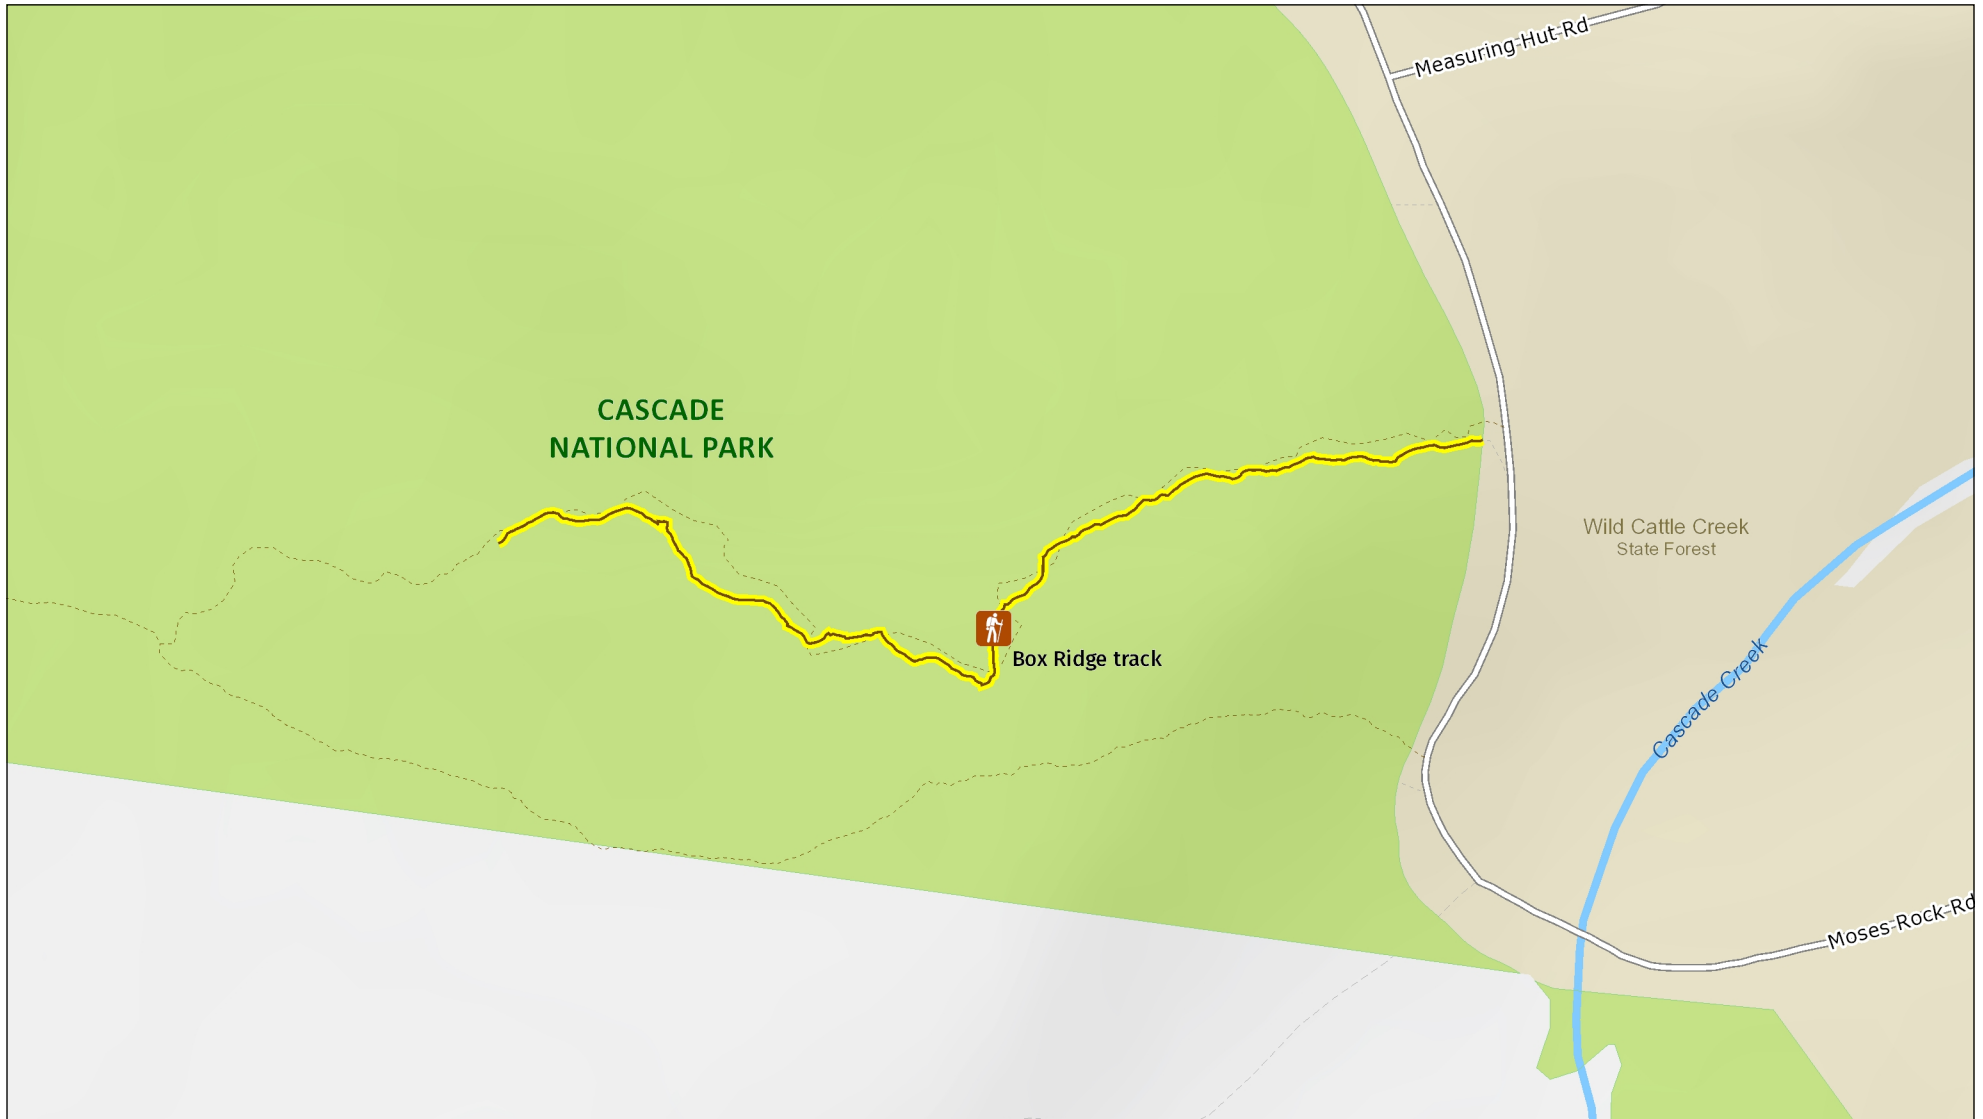 Measuring-Hut-Rd
CASCADE
NATIONAL PARK
Wild Cattle Creek
State Forest
Box Ridge track
Cascade Creek
Moses-Rock-Rd